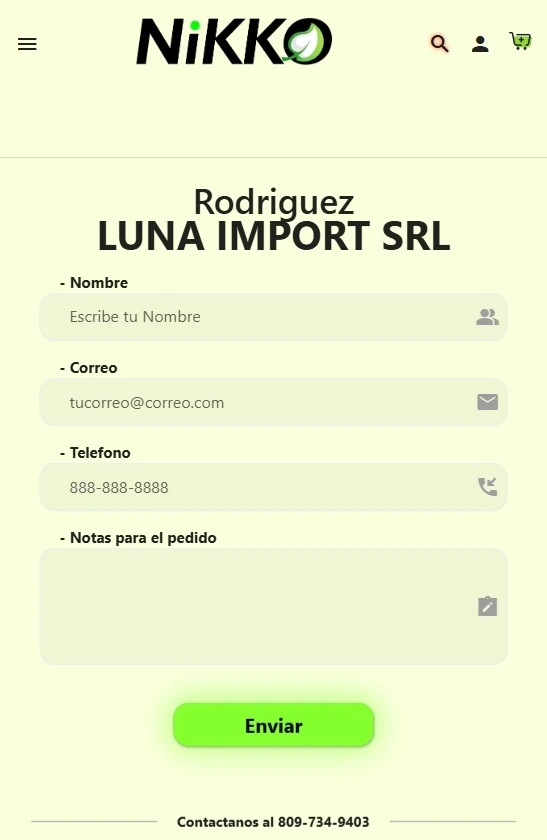 NiKKO
Rodriguez
LUNA IMPORT SRL
- Nombre
Escribe tu Nombre
- Correo
tucorreo@correo.com
- Telefono
888-888-8888
- Notas para el pedido
Enviar
Contactanos al 809-734-9403